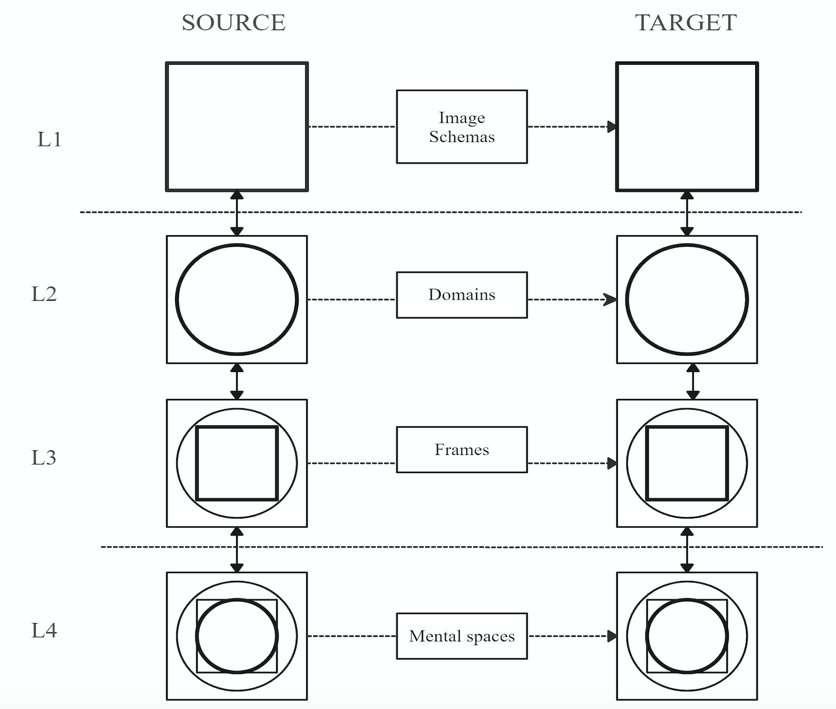 SOURCE
TARGET
L1
Image
Schemas
L2
Domains
L3
Frames
L4
Mental spaces